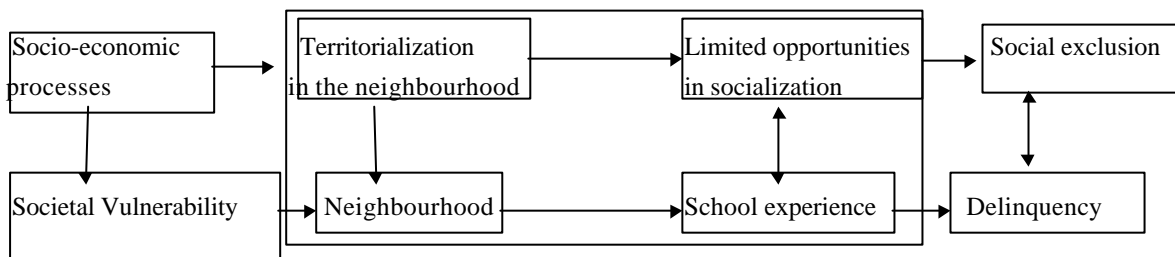 Socio-economic
processes
Territorialization
in the neighbourhood
Limited opportunities
in socialization
Social exclusion
Societal Vulnerability
Neighbourhood
School experience
Delinquency